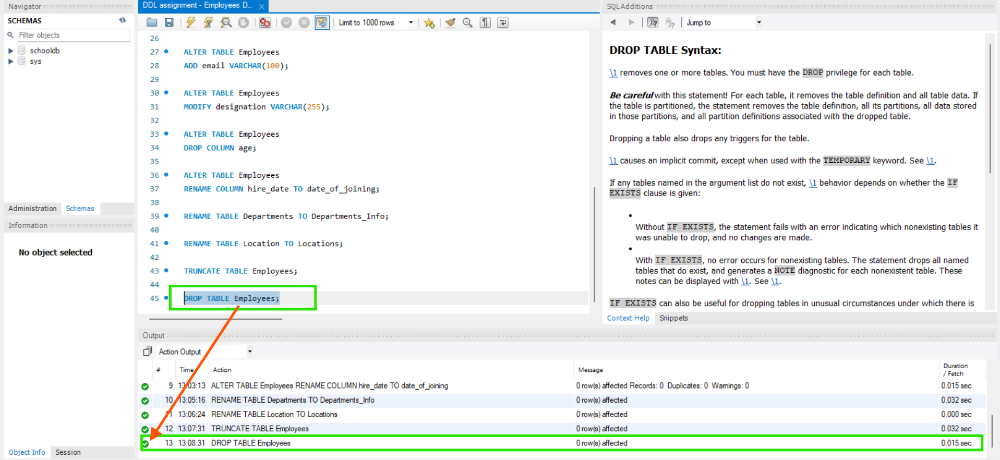 Navigator
SCHEMAS
Filter objects
schooldb
sys
Administration Schemas
Information
No object selected
Object Info Session
DDL assignment - Employees D... ×
Limit to 1000 rows
26
27 ALTER TABLE Employees
28 ADD email VARCHAR(100);
29
30 ALTER TABLE Employees
31 MODIFY designation VARCHAR(255);
32
33 ALTER TABLE Employees
34 DROP COLUMN age;
35
36 ALTER TABLE Employees
37 RENAME COLUMN hire_date TO date_of_joining;
38
39 RENAME TABLE Departments TO Departments_Info;
40
41 RENAME TABLE Location TO Locations;
42
43 TRUNCATE TABLE Employees;
44
45 DROP TABLE Employees;
SQLAdditions
Jump to
DROP TABLE Syntax:
\1 removes one or more tables. You must have the DROP privilege for each table.
Be careful with this statement! For each table, it removes the table definition and all table data. If
the table is partitioned, the statement removes the table definition, all its partitions, all data stored
in those partitions, and all partition definitions associated with the dropped table.
Dropping a table also drops any triggers for the table.
\1 causes an implicit commit, except when used with the TEMPORARY keyword. See \1.
If any tables named in the argument list do not exist, \1 behavior depends on whether the IF
EXISTS clause is given:
•
Without IF EXISTS, the statement fails with an error indicating which nonexisting tables it
was unable to drop, and no changes are made.
•
With IF EXISTS, no error occurs for nonexisting tables. The statement drops all named
tables that do exist, and generates a NOTE diagnostic for each nonexistent table. These
notes can be displayed with \1. See \1.
IF EXISTS can also be useful for dropping tables in unusual circumstances under which there is
Context Help Snippets
Output
Action Output
# Time Action Message Duration / Fetch
9 13:03:13 ALTER TABLE Employees RENAME COLUMN hire_date TO date_of_joining 0 row(s) affected Records: 0 Duplicates: 0 Warnings: 0 0.015 sec
10 13:05:16 RENAME TABLE Departments TO Departments_Info 0 row(s) affected 0.032 sec
11 13:06:24 RENAME TABLE Location TO Locations 0 row(s) affected 0.000 sec
12 13:07:31 TRUNCATE TABLE Employees 0 row(s) affected 0.032 sec
13 13:08:31 DROP TABLE Employees 0 row(s) affected 0.015 sec